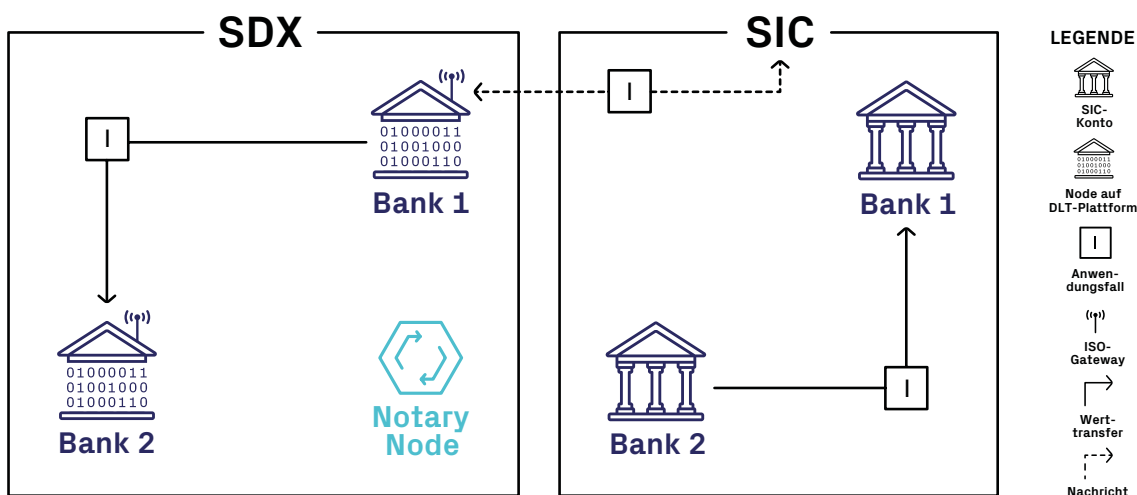 SDX
SIC
I
01000011
01001000
01000110
Bank 1
I
Bank 1
01000011
01001000
01000110
Bank 2
Notary
Node
Bank 2
I
LEGENDE
SIC-
Konto
01000011
01001000
01000110
Node auf
DLT-Plattform
I
Anwen-
dungsfall
ISO-
Gateway
Wert-
transfer
Nachricht